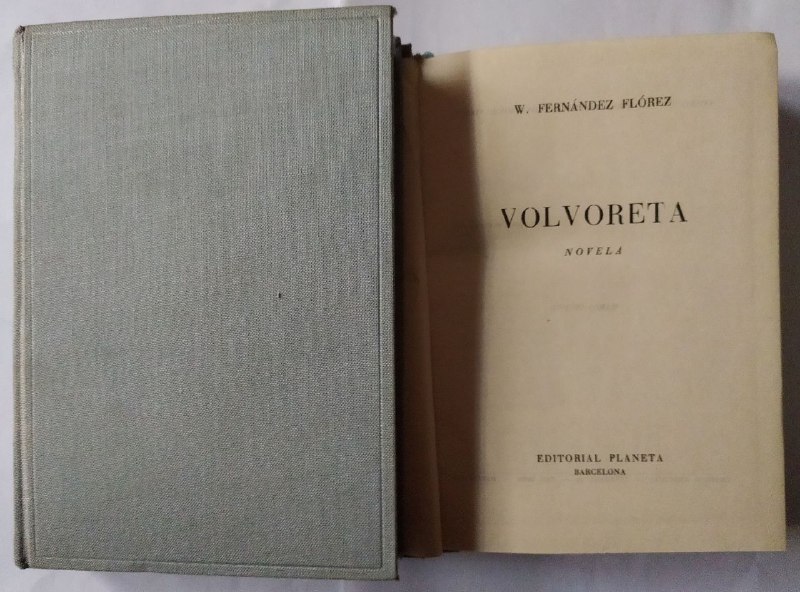 W. FERNÁNDEZ FLÓREZ
VOLVORETA
NOVELA
EDITORIAL PLANETA
BARCELONA